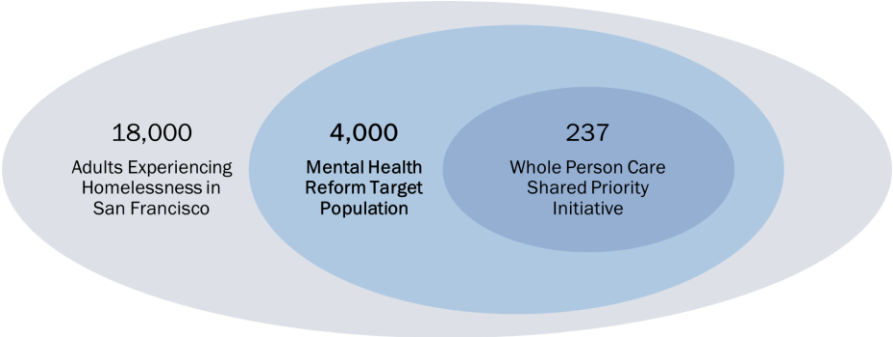 18,000
Adults Experiencing
Homelessness in
San Francisco
4,000
Mental Health
Reform Target
Population
237
Whole Person Care
Shared Priority
Initiative